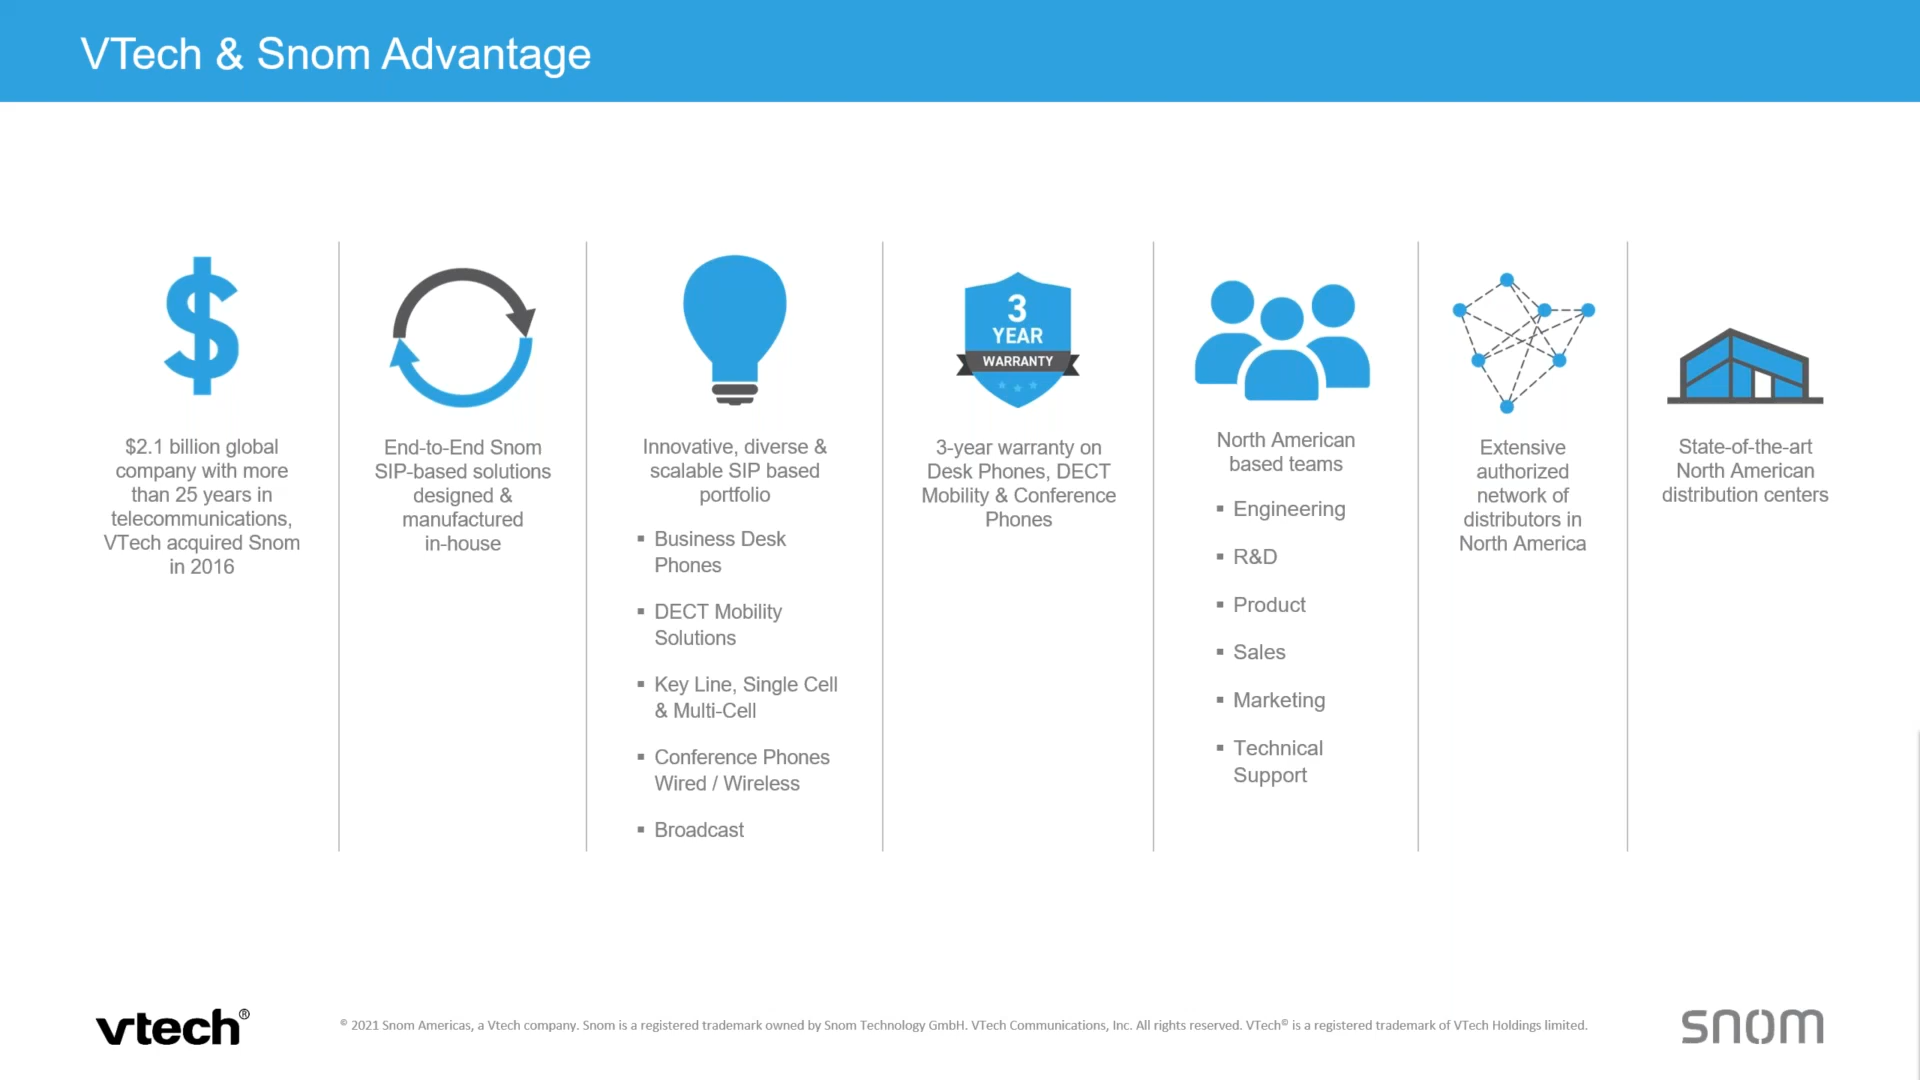 VTech & Snom Advantage
$2.1 billion global
company with more
than 25 years in
telecommunications,
VTech acquired Snom
in 2016
End-to-End Snom
SIP-based solutions
designed &
manufactured
in-house
Innovative, diverse &
scalable SIP based
portfolio
▪ Business Desk
Phones
▪ DECT Mobility
Solutions
▪ Key Line, Single Cell
& Multi-Cell
▪ Conference Phones
Wired / Wireless
▪ Broadcast
3
YEAR
WARRANTY
3-year warranty on
Desk Phones, DECT
Mobility & Conference
Phones
North American
based teams
▪ Engineering
▪ R&D
▪ Product
▪ Sales
▪ Marketing
▪ Technical
Support
Extensive
authorized
network of
distributors in
North America
State-of-the-art
North American
distribution centers
vtech®
© 2021 Snom Americas, a Vtech company. Snom is a registered trademark owned by Snom Technology GmbH. VTech Communications, Inc. All rights reserved. VTech® is a registered trademark of VTech Holdings limited.
snom